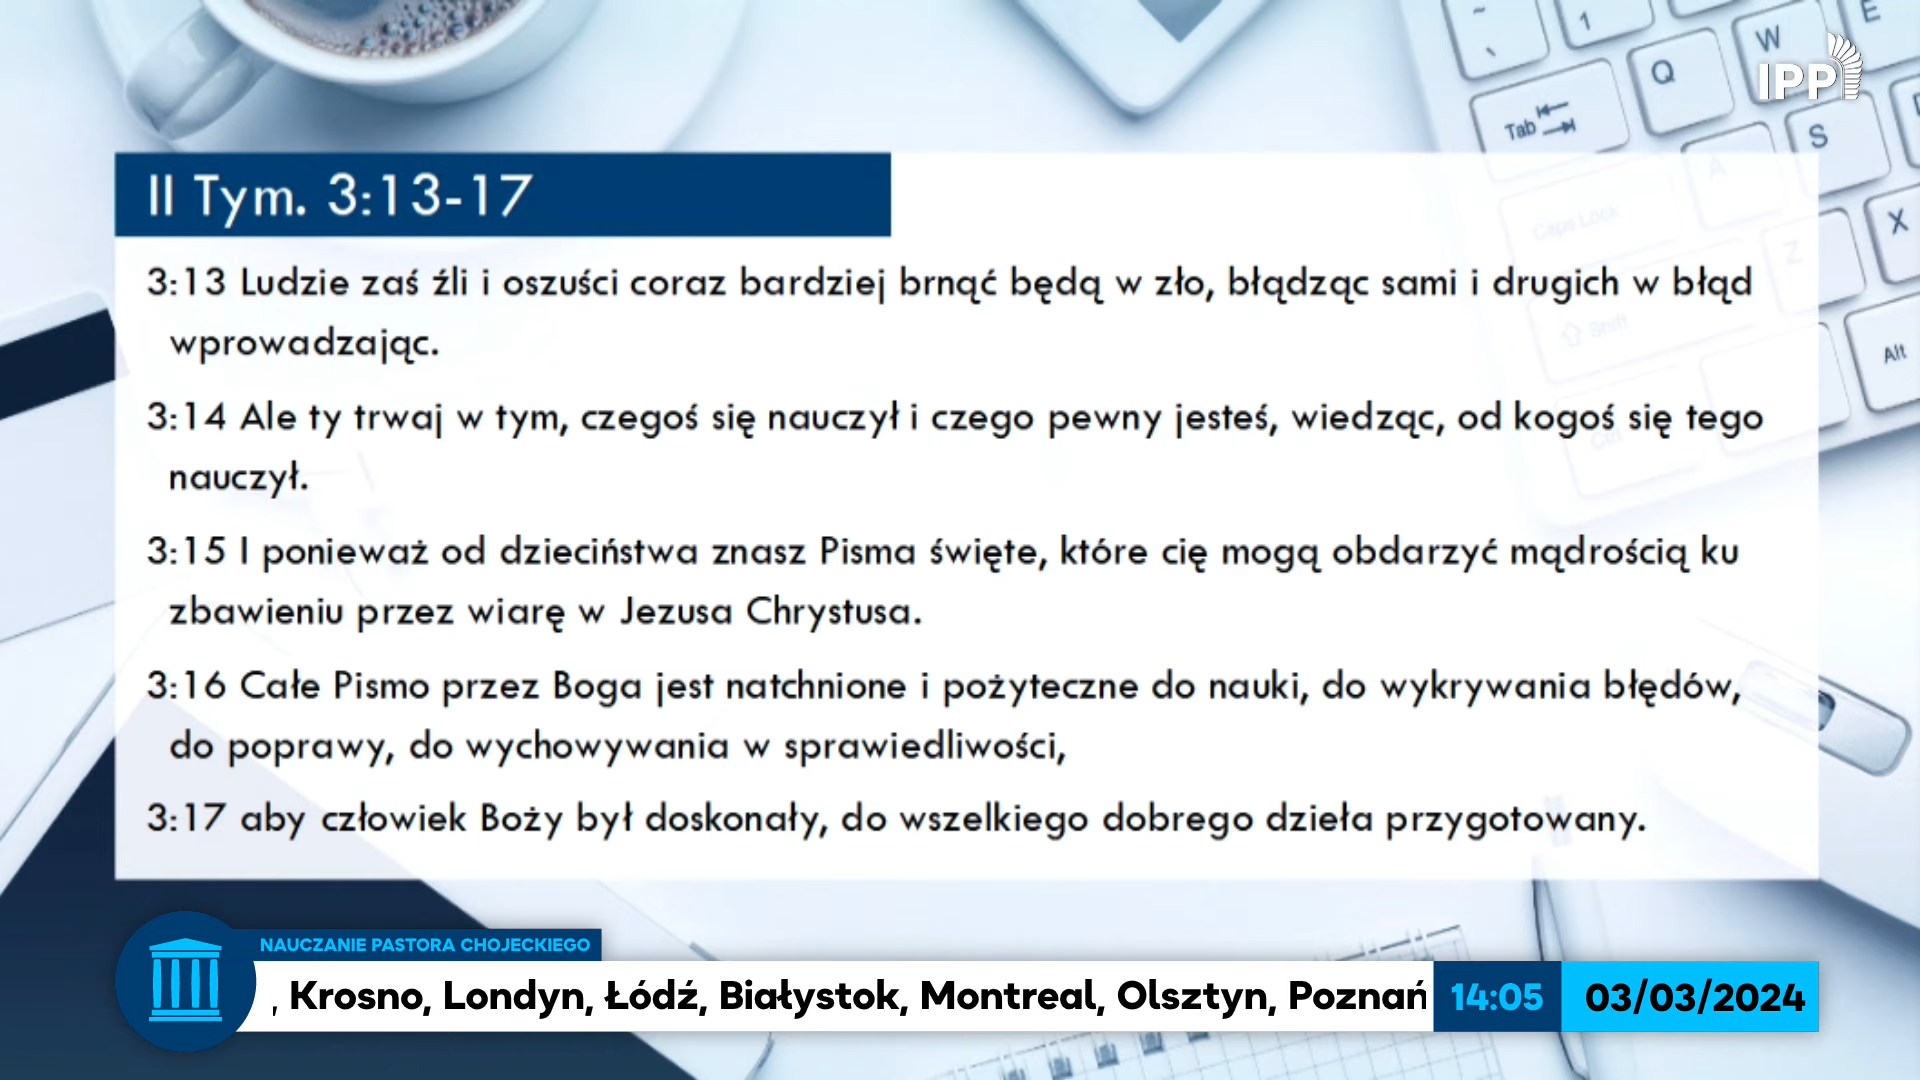 ~
`
1
W
E
Q
Tab
S
A
Caps Lock
Z
X
Shift
Alt
Ctrl
IPP
II Tym. 3:13-17
3:13 Ludzie zaś źli i oszuści coraz bardziej brnąć będą w zło, błądząc sami i drugich w błąd
wprowadzając.
3:14 Ale ty trwaj w tym, czegoś się nauczył i czego pewny jesteś, wiedząc, od kogoś się tego
nauczył.
3:15 I ponieważ od dzieciństwa znasz Pisma święte, które cię mogą obdarzyć mądrością ku
zbawieniu przez wiarę w Jezusa Chrystusa.
3:16 Całe Pismo przez Boga jest natchnione i pożyteczne do nauki, do wykrywania błędów,
do poprawy, do wychowywania w sprawiedliwości,
3:17 aby człowiek Boży był doskonały, do wszelkiego dobrego dzieła przygotowany.
NAUCZANIE PASTORA CHOJECKIEGO
, Krosno, Londyn, Łódź, Białystok, Montreal, Olsztyn, Poznań
14:05
03/03/2024